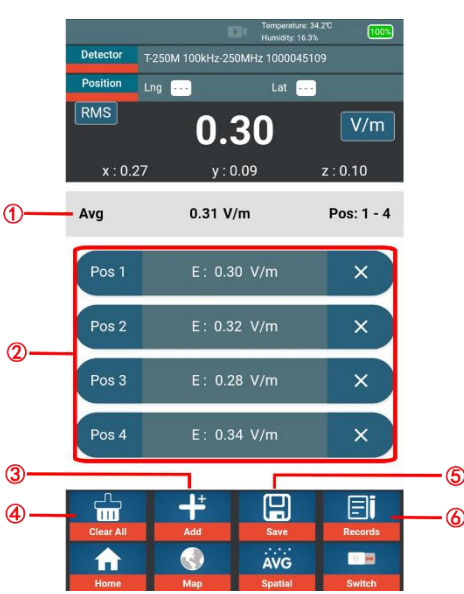 Temperature: 34.2℃
Humidity: 16.3%
100%
Detector T-250M 100kHz-250MHz 1000045109
Position Lng --- Lat ---
RMS
0.30 V/m
x : 0.27 y : 0.09 z : 0.10
① Avg 0.31 V/m Pos: 1 - 4
Pos 1 E : 0.30 V/m ×
Pos 2 E : 0.32 V/m ×
②
Pos 3 E : 0.28 V/m ×
Pos 4 E : 0.34 V/m ×
③ ⑤
④ ⑥
Clear All Add Save Records
AVG
Home Map Spatial Switch